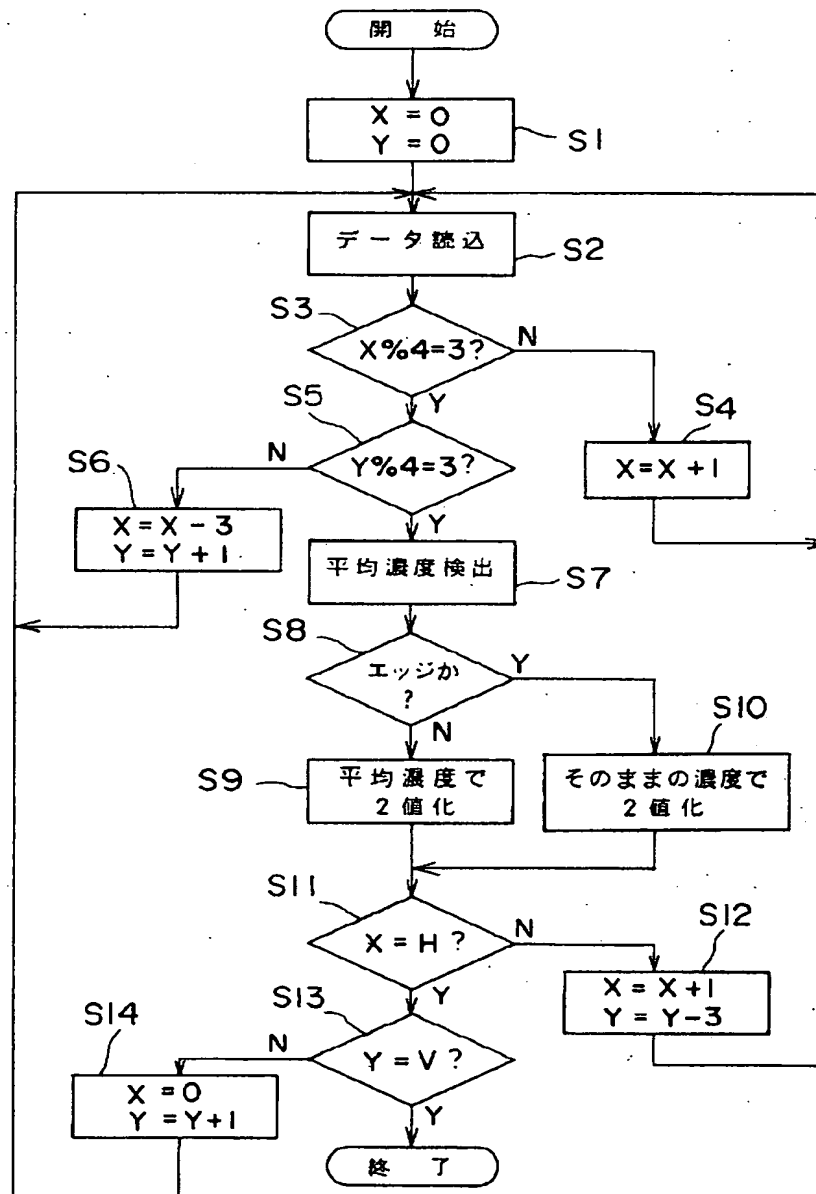 開 始
X = 0
Y = 0
S1
データ読込
S2
S3
X%4=3?
N
Y
S4
X=X+1
S5
Y%4=3?
N
Y
S6
X=X-3
Y=Y+1
平均濃度検出
S7
S8
エッジか
?
Y
N
S9
平均濃度で
2値化
S10
そのままの濃度で
2値化
S11
X=H?
N
Y
S12
X=X+1
Y=Y-3
S13
Y=V?
N
Y
S14
X=0
Y=Y+1
終 了